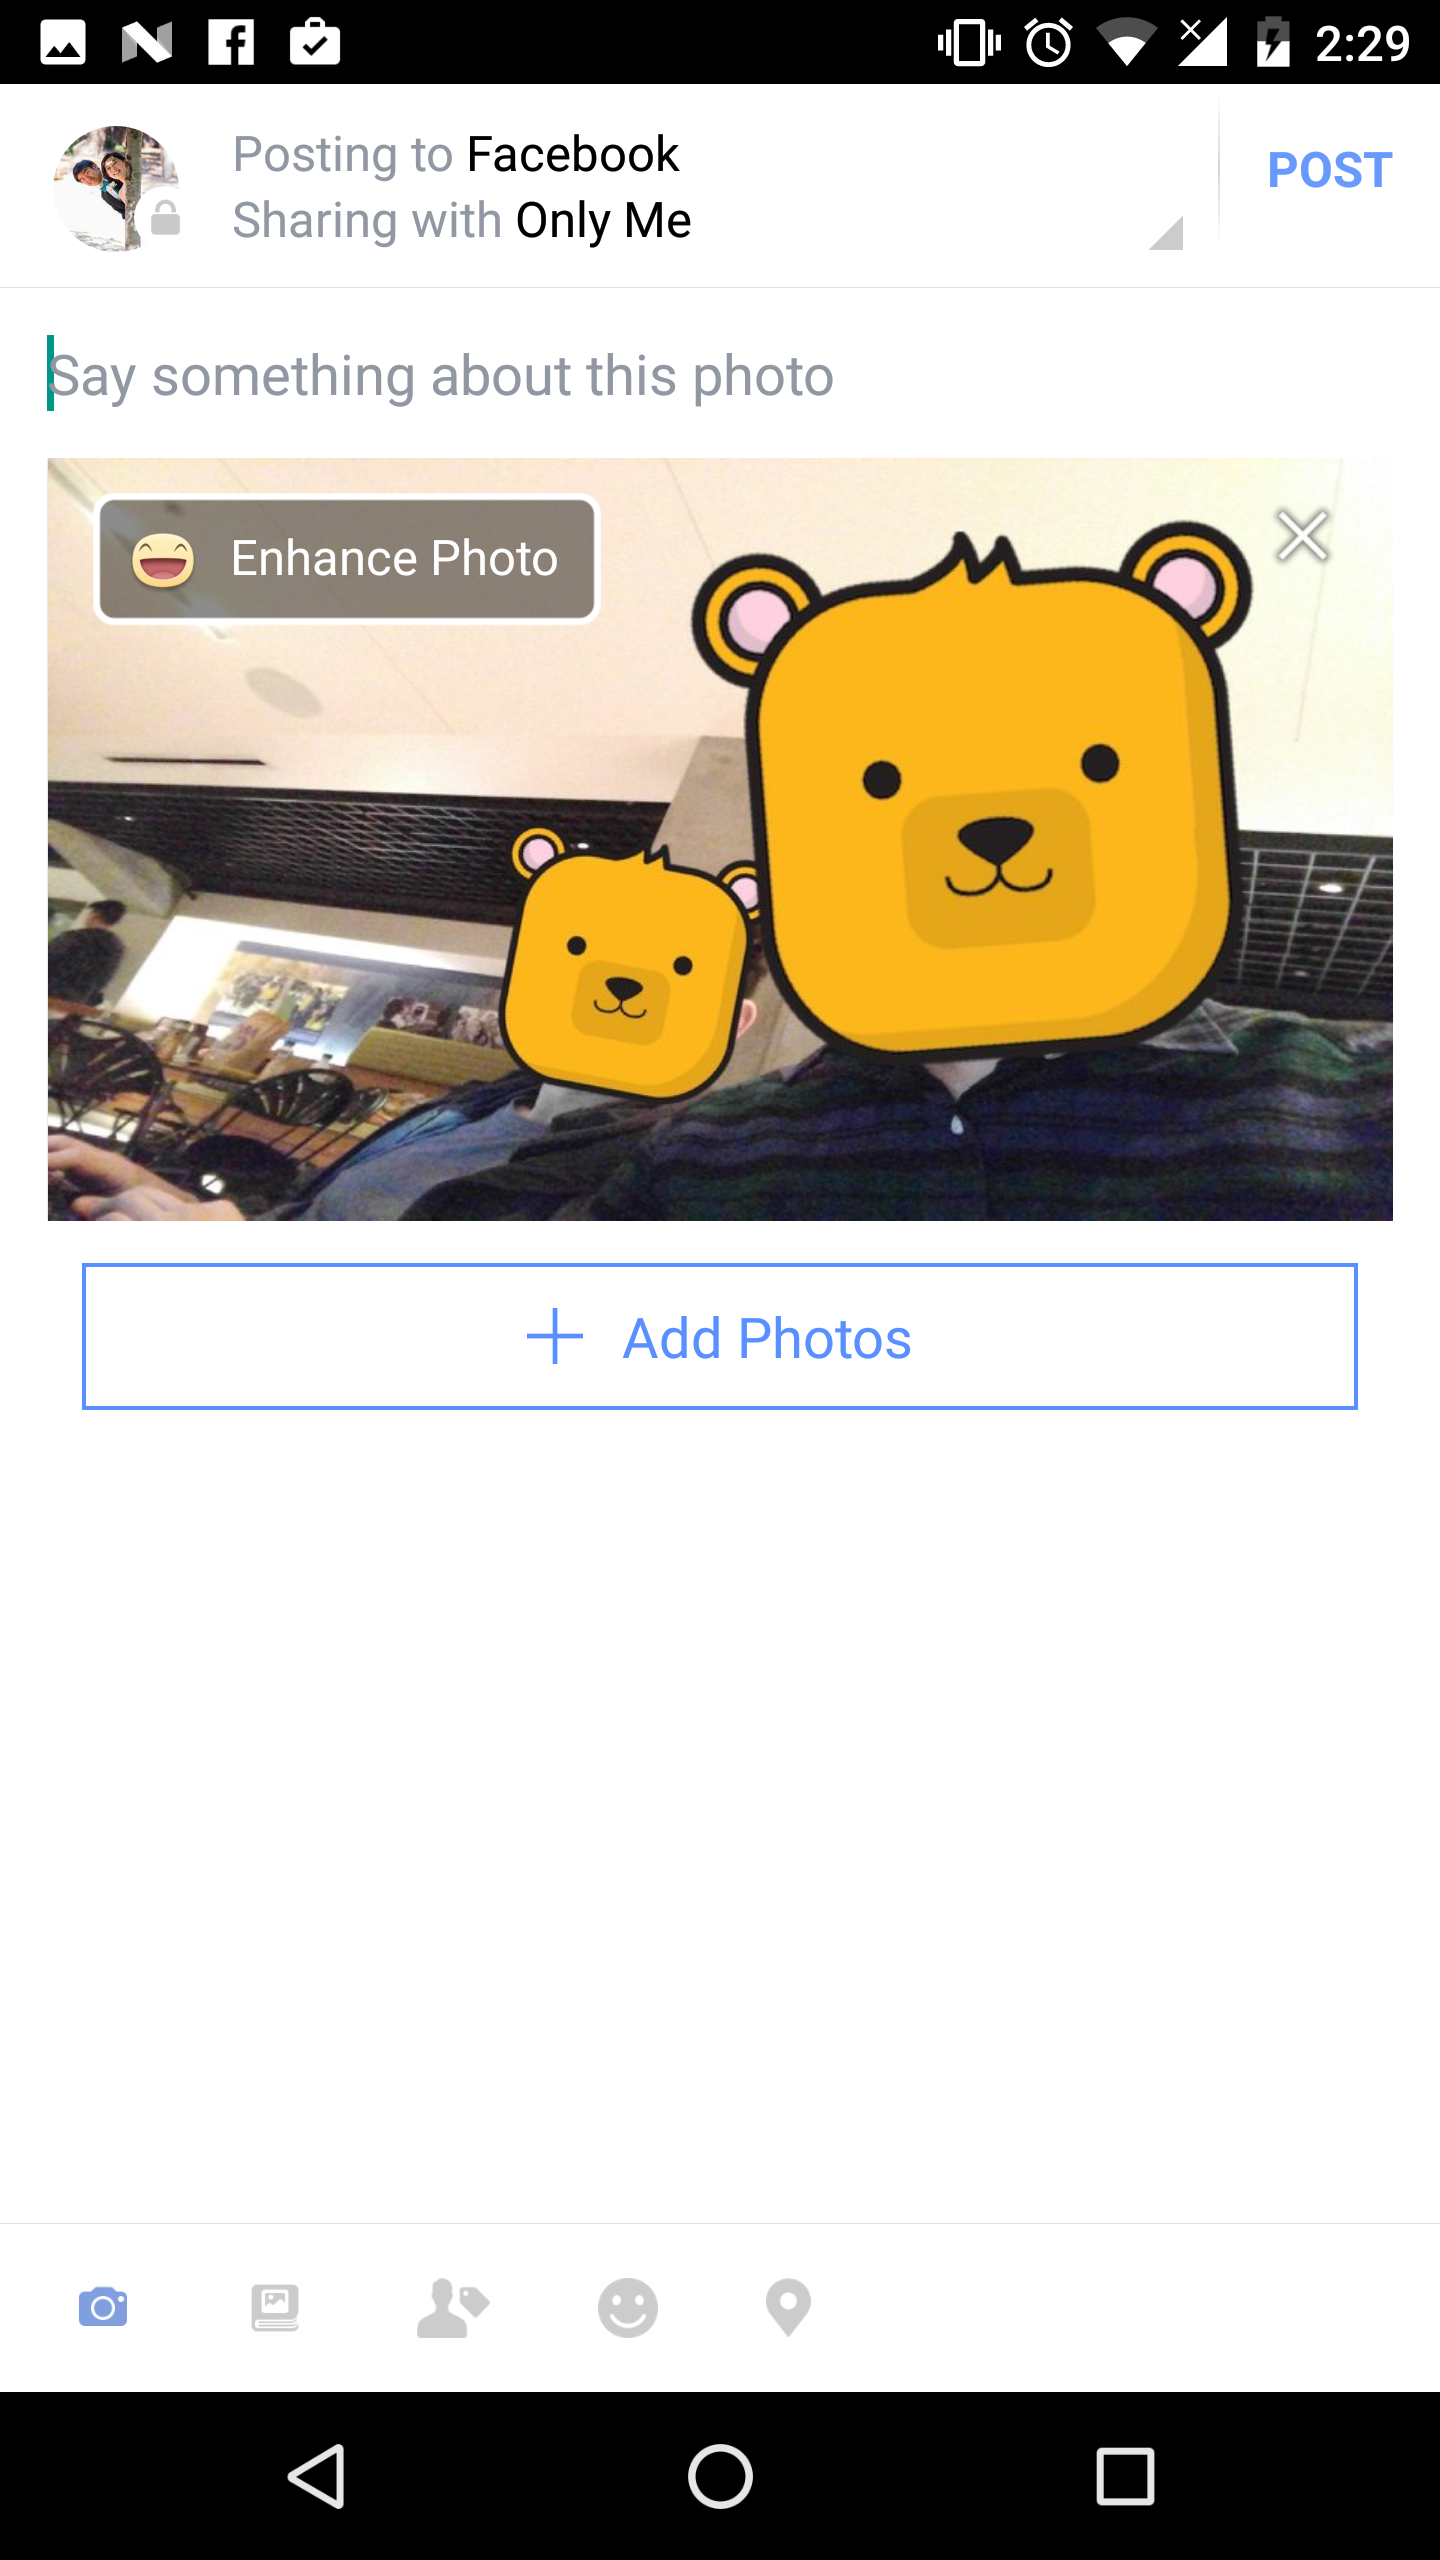 2:29
Posting to Facebook
Sharing with Only Me
POST
Say something about this photo
Enhance Photo
Add Photos